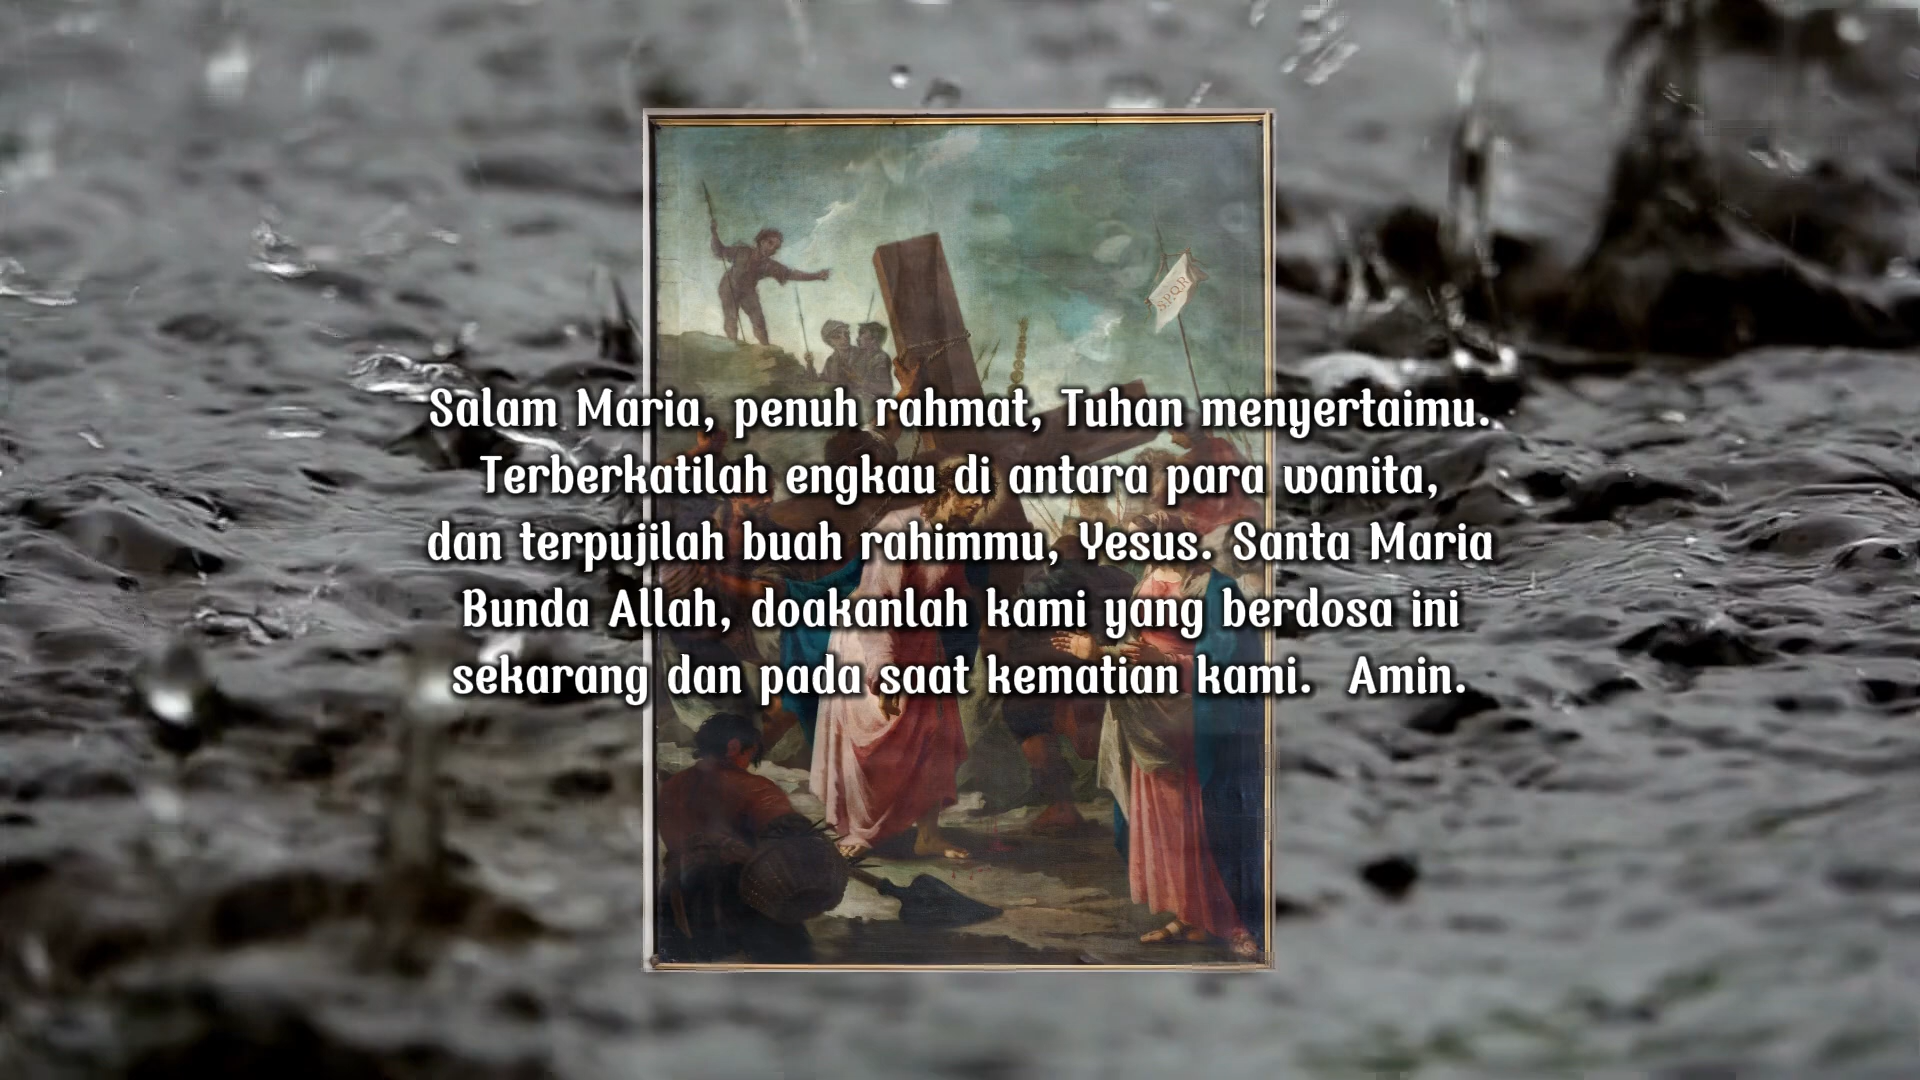 SPQR
Salam Maria, penuh rahmat, Tuhan menyertaimu.
Terberkatilah engkau di antara para wanita,
dan terpujilah buah rahimmu, Yesus. Santa Maria
Bunda Allah, doakanlah kami yang berdosa ini
sekarang dan pada saat kematian kami.  Amin.